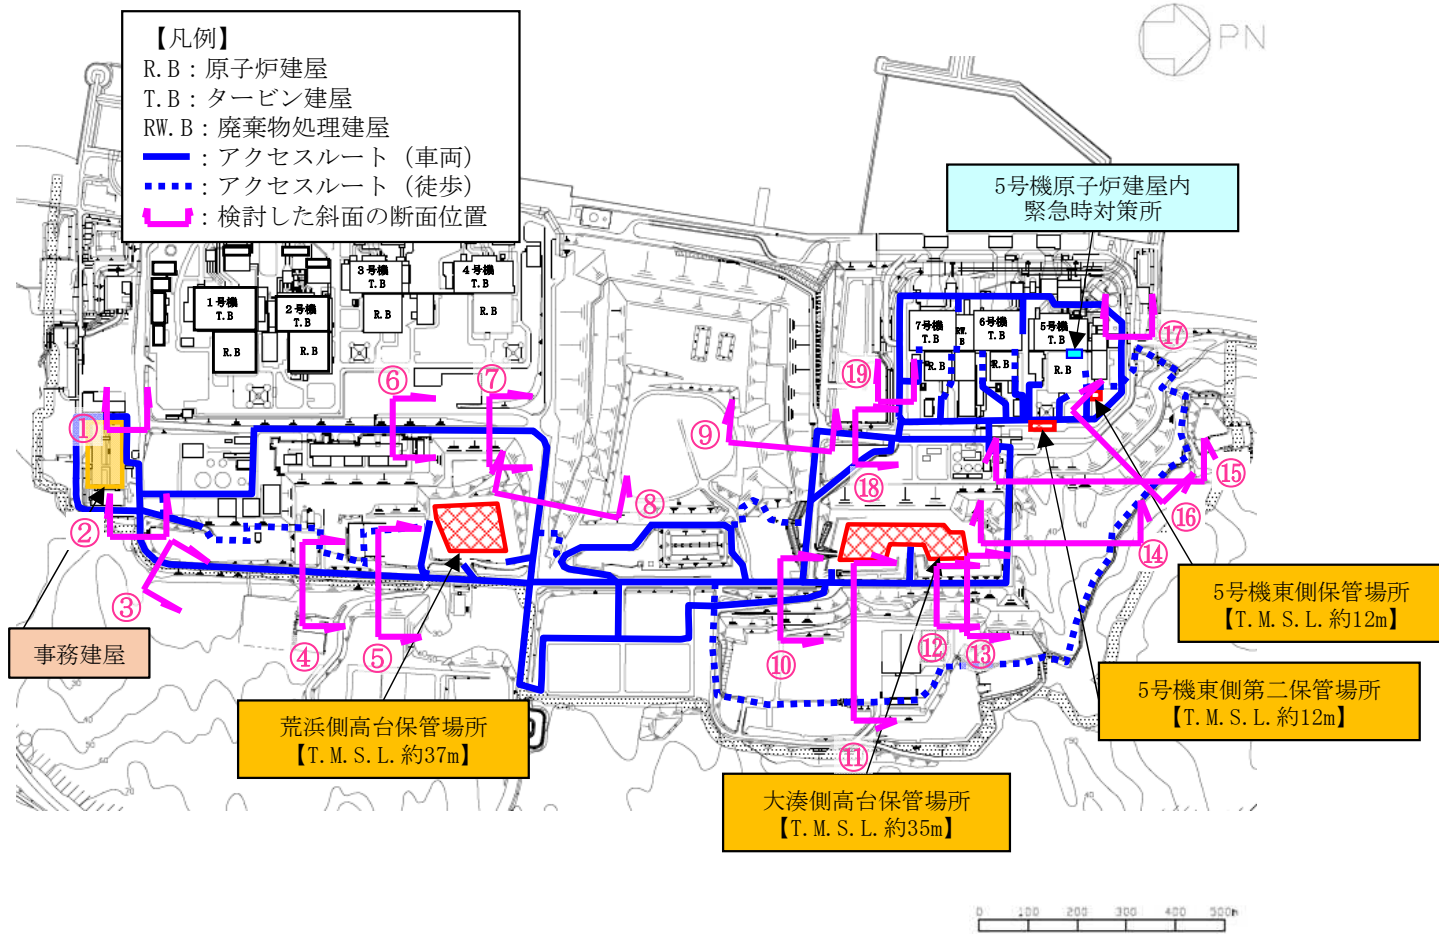 【凡例】
R.B：原子炉建屋
T.B：タービン建屋
RW.B：廃棄物処理建屋
：アクセスルート（車両）
：アクセスルート（徒歩）
：検討した斜面の断面位置
PN
5号機原子炉建屋内
緊急時対策所
1号機
T.B
R.B
2号機
T.B
R.B
3号機
T.B
R.B
4号機
T.B
R.B
7号機
T.B
R.B
RW.B
6号機
T.B
R.B
5号機
T.B
R.B
①
②
③
④
⑤
⑥
⑦
⑧
⑨
⑩
⑪
⑫
⑬
⑭
⑮
⑯
⑰
⑱
⑲
事務建屋
荒浜側高台保管場所
【T.M.S.L.約37m】
大湊側高台保管場所
【T.M.S.L.約35m】
5号機東側保管場所
【T.M.S.L.約12m】
5号機東側第二保管場所
【T.M.S.L.約12m】
0 100 200 300 400 500m